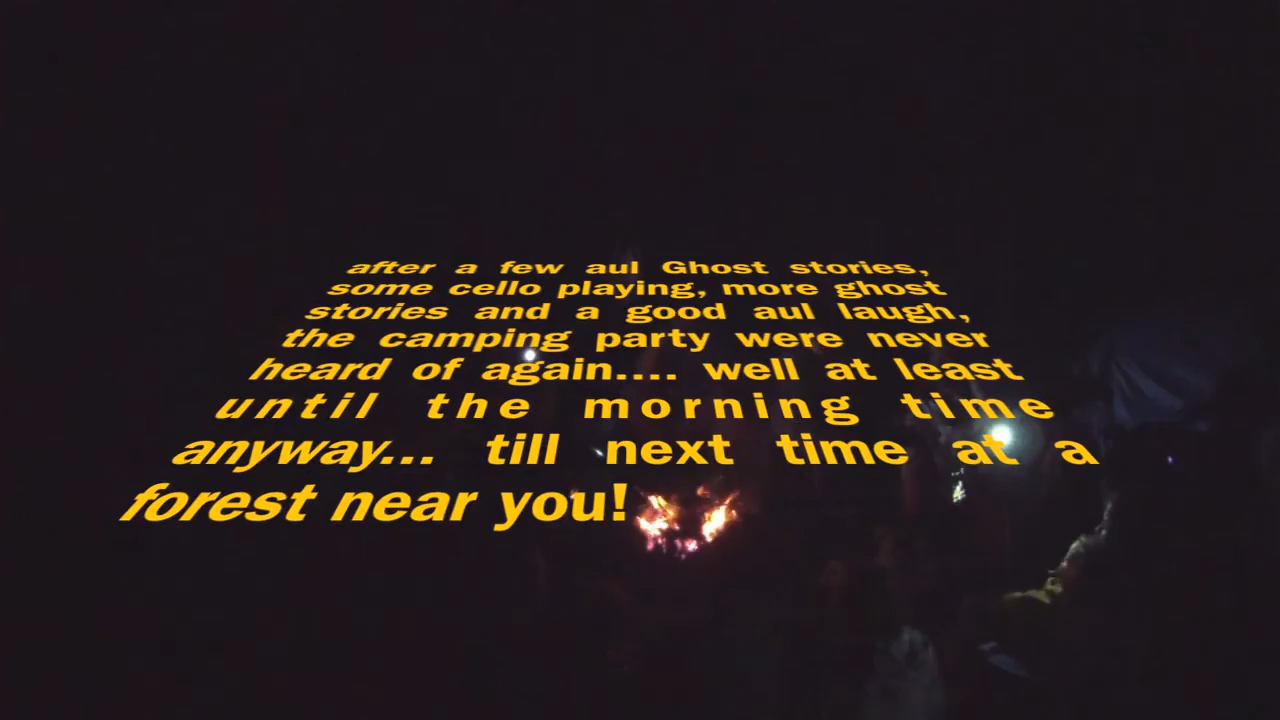 after a few aul Ghost stories,
some cello playing, more ghost
stories and a good aul laugh,
the camping party were never
heard of again.... well at least
until the morning time
anyway... till next time at a
forest near you!